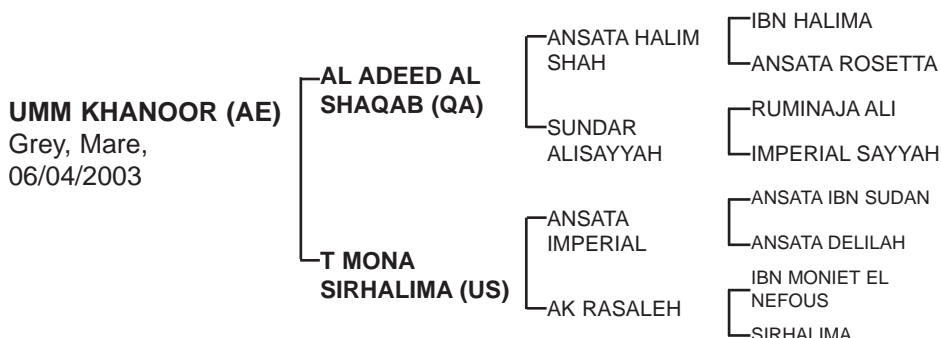 UMM KHANOOR (AE)
Grey, Mare,
06/04/2003
AL ADEED AL
SHAQAB (QA)
T MONA
SIRHALIMA (US)
ANSATA HALIM
SHAH
SUNDAR
ALISAYYAH
ANSATA
IMPERIAL
AK RASALEH
IBN HALIMA
ANSATA ROSETTA
RUMINAJA ALI
IMPERIAL SAYYAH
ANSATA IBN SUDAN
ANSATA DELILAH
IBN MONIET EL
NEFOUS
SIRHALIMA